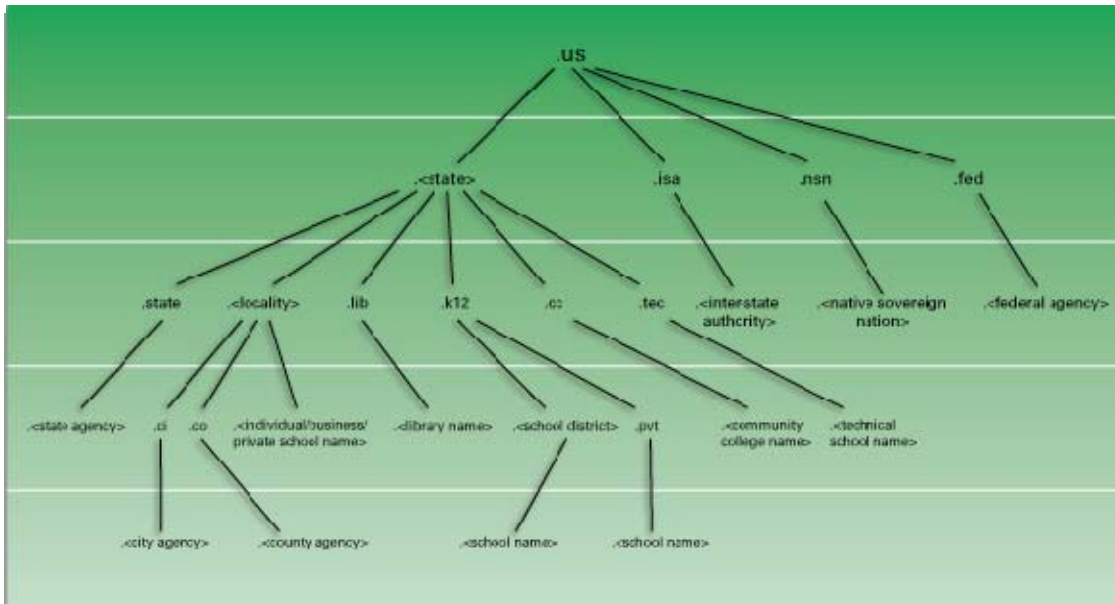 .us
.<state>
.isa
.nsn
.fed
.state
.<locality>
.lib
.k12
.cc
.tec
.<interstate
authority>
.<native sovereign
nation>
.<federal agency>
.<state agency>
.ci
.co
.<individual/business/
private school name>
.<library name>
.<school district>
.pvt
.<community
college name>
.<technical
school name>
.<city agency>
.<county agency>
.<school name>
.<school name>